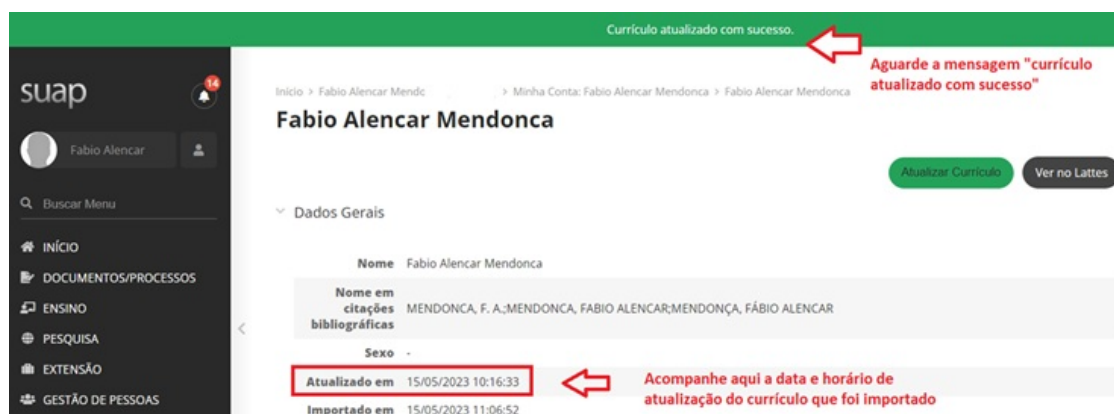 Currículo atualizado com sucesso.
Aguarde a mensagem "currículo
atualizado com sucesso"
suap
14
Início > Fabio Alencar Mendc > Minha Conta: Fabio Alencar Mendonca > Fabio Alencar Mendonca
Fabio Alencar Mendonca
Fabio Alencar
Atualizar Currículo
Ver no Lattes
Buscar Menu
Dados Gerais
INÍCIO
DOCUMENTOS/PROCESSOS
ENSINO
PESQUISA
EXTENSÃO
GESTÃO DE PESSOAS
Nome Fabio Alencar Mendonca
Nome em
citações
bibliográficas
MENDONCA, F. A.;MENDONCA, FABIO ALENCAR;MENDONÇA, FÁBIO ALENCAR
Sexo -
Atualizado em 15/05/2023 10:16:33
Acompanhe aqui a data e horário de
atualização do currículo que foi importado
Importado em 15/05/2023 11:06:52